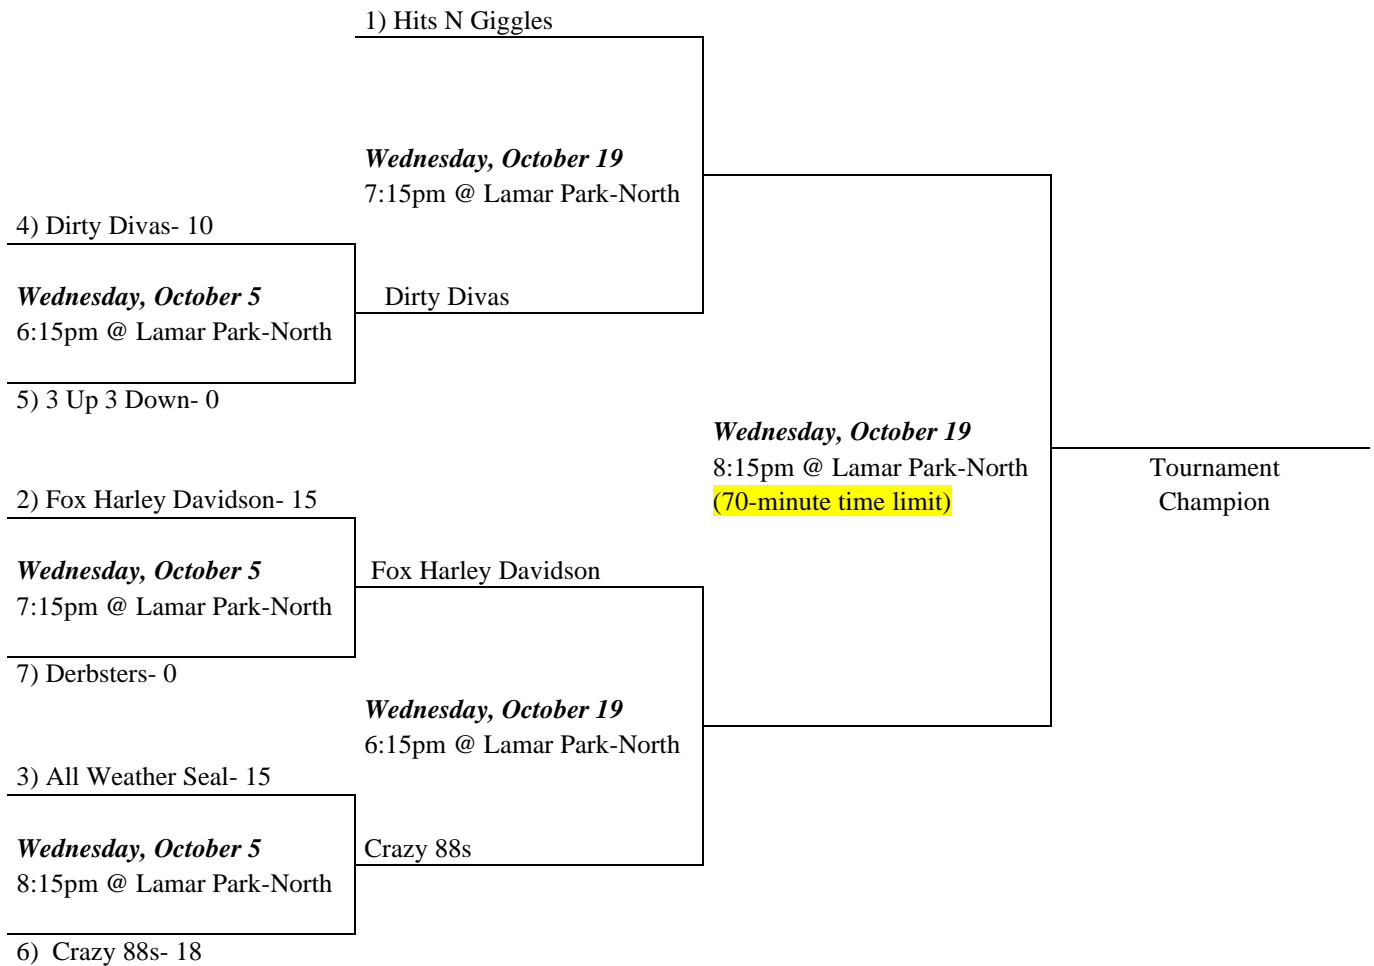 1) Hits N Giggles
Wednesday, October 19
7:15pm @ Lamar Park-North
4) Dirty Divas- 10
Wednesday, October 5
6:15pm @ Lamar Park-North
Dirty Divas
5) 3 Up 3 Down- 0
Wednesday, October 19
8:15pm @ Lamar Park-North
(70-minute time limit)
Tournament
Champion
2) Fox Harley Davidson- 15
Wednesday, October 5
7:15pm @ Lamar Park-North
Fox Harley Davidson
7) Derbsters- 0
Wednesday, October 19
6:15pm @ Lamar Park-North
3) All Weather Seal- 15
Wednesday, October 5
8:15pm @ Lamar Park-North
Crazy 88s
6)  Crazy 88s- 18